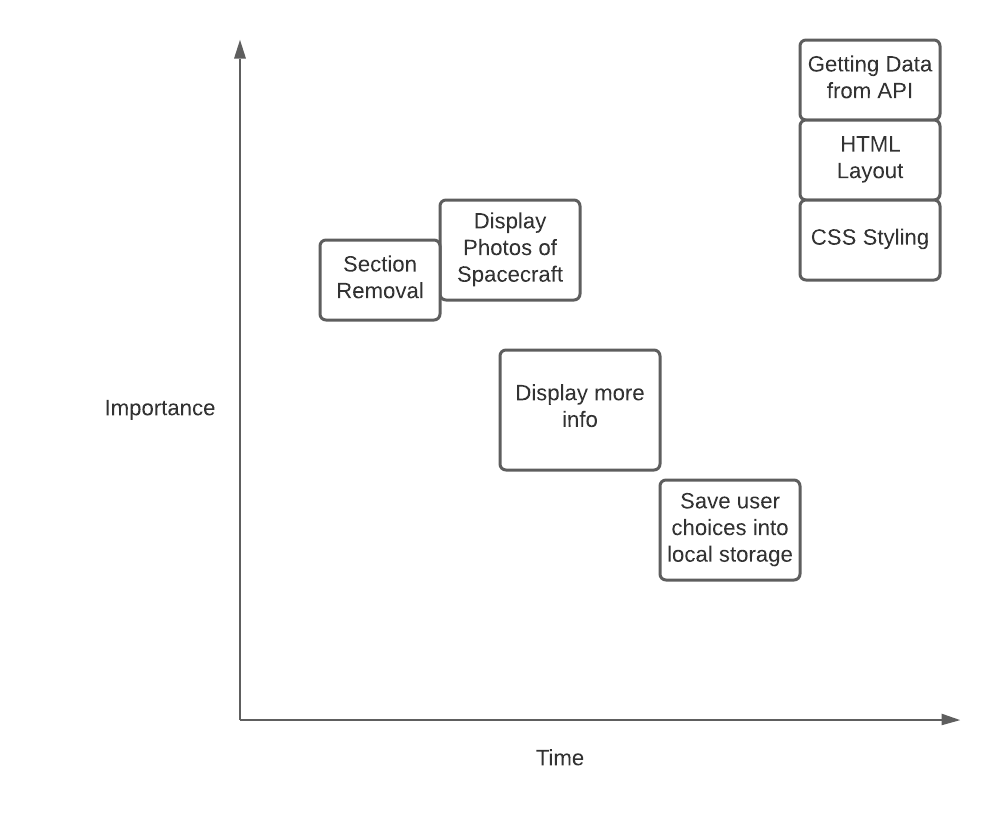 Getting Data
from API
HTML
Layout
CSS Styling
Display
Photos of
Spacecraft
Section
Removal
Display more
info
Importance
Save user
choices into
local storage
Time